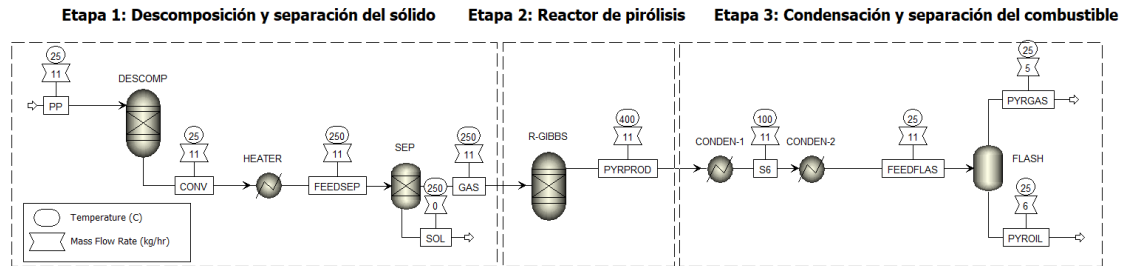 Etapa 1: Descomposición y separación del sólido
Etapa 2: Reactor de pirólisis
Etapa 3: Condensación y separación del combustible
25
11
PP
DESCOMP
25
11
CONV
HEATER
250
11
FEEDSEP
SEP
250
0
SOL
250
11
GAS
R-GIBBS
400
11
PYRPROD
CONDEN-1
100
11
S6
CONDEN-2
25
11
FEEDFLAS
25
5
PYRGAS
FLASH
25
6
PYROIL
Temperature (C)
Mass Flow Rate (kg/hr)